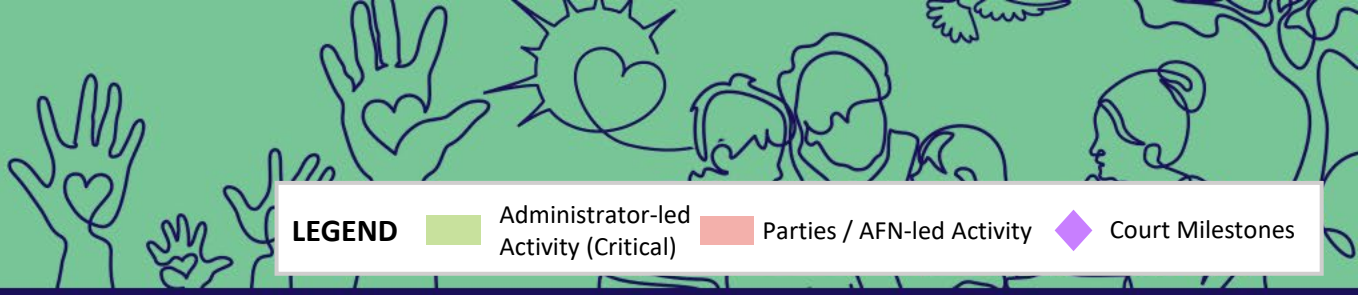 LEGEND
Administrator-led
Activity (Critical)
Parties / AFN-led Activity
Court Milestones